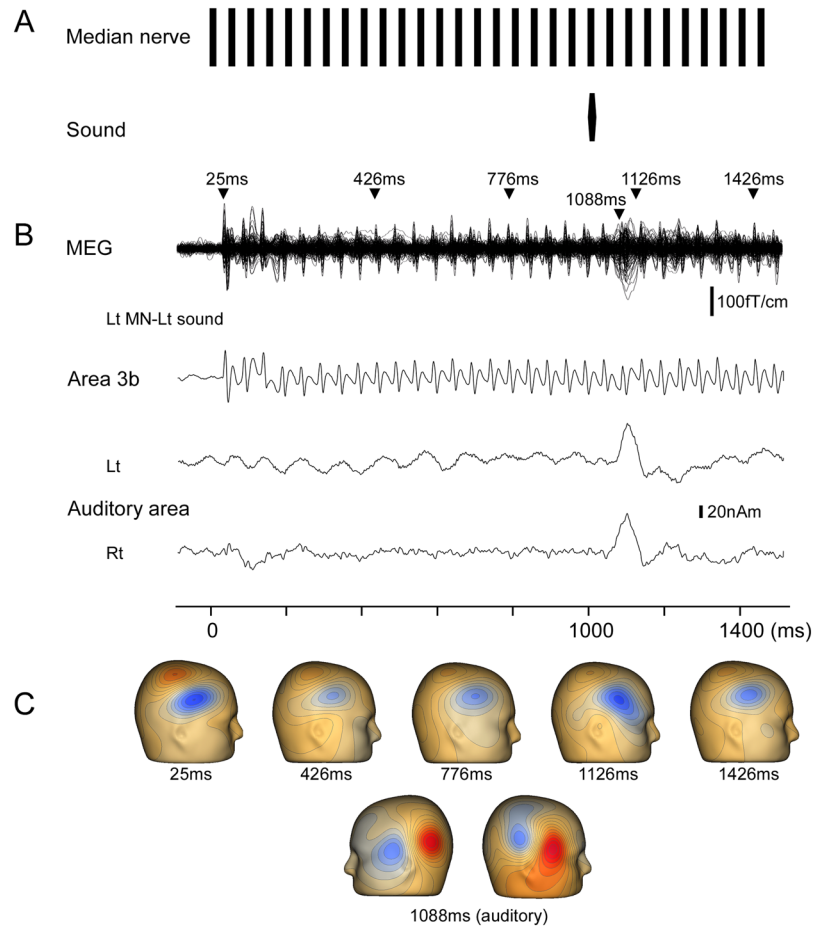 A
Median nerve
Sound
25ms 426ms 776ms 1126ms 1426ms
1088ms
B
MEG
100fT/cm
Lt MN-Lt sound
Area 3b
Lt
Auditory area
20nAm
Rt
0 1000 1400 (ms)
C
25ms 426ms 776ms 1126ms 1426ms
1088ms (auditory)